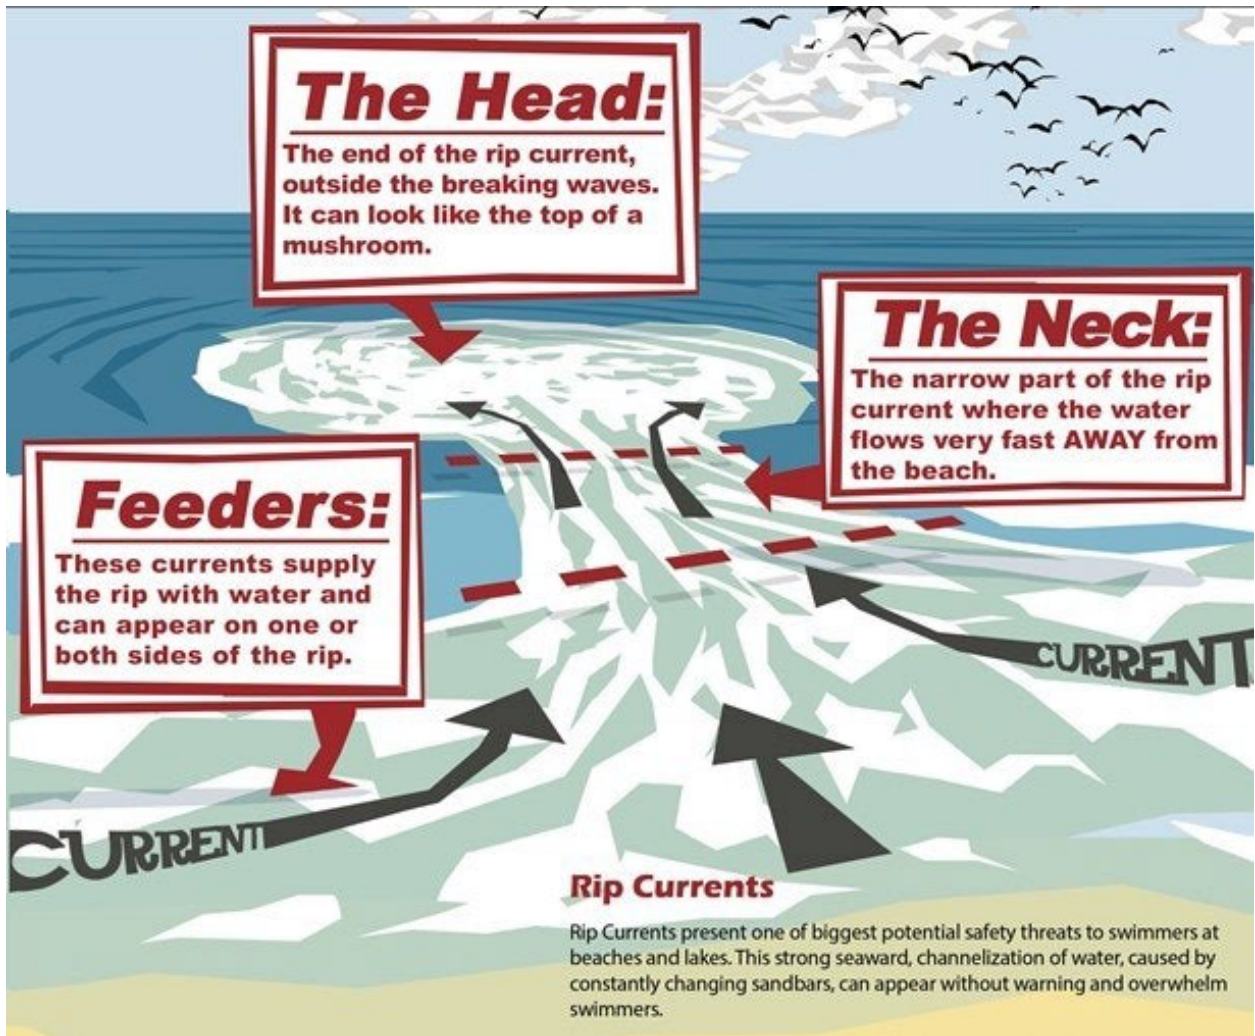 The Head:
The end of the rip current,
outside the breaking waves.
It can look like the top of a
mushroom.
The Neck:
The narrow part of the rip
current where the water
flows very fast AWAY from
the beach.
Feeders:
These currents supply
the rip with water and
can appear on one or
both sides of the rip.
CURRENT
CURRENT
Rip Currents
Rip Currents present one of biggest potential safety threats to swimmers at
beaches and lakes. This strong seaward, channelization of water, caused by
constantly changing sandbars, can appear without warning and overwhelm
swimmers.